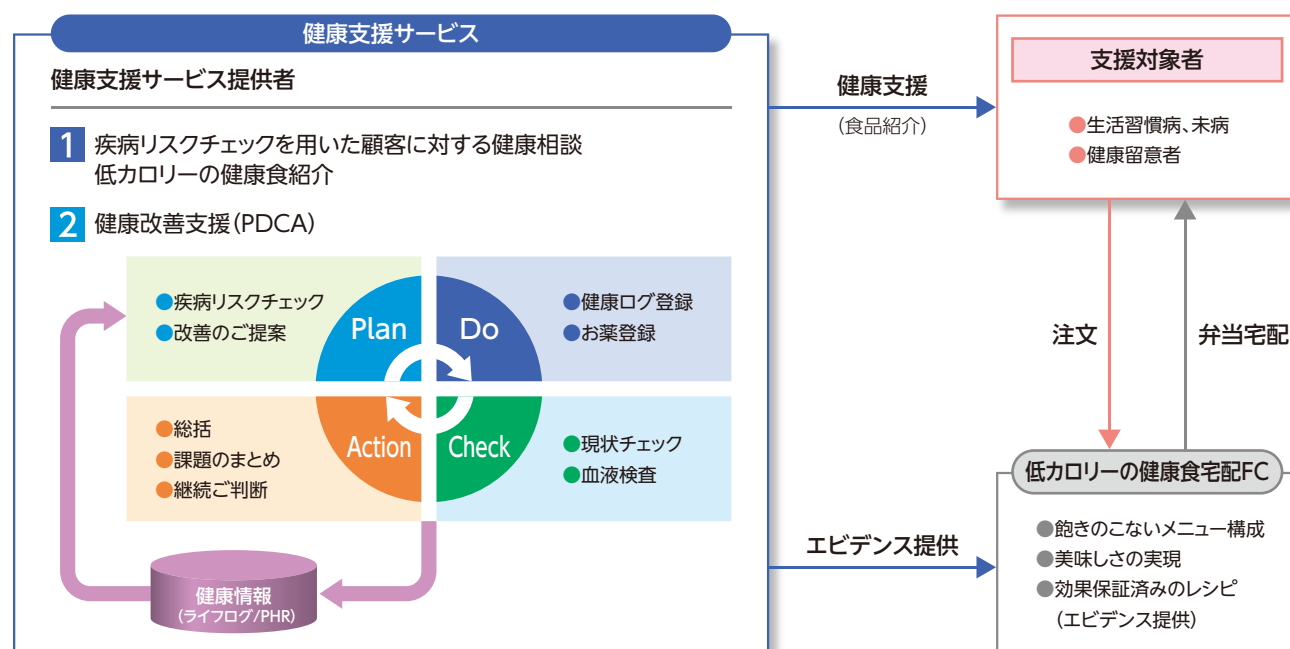 健康支援サービス
健康支援サービス提供者
1 疾病リスクチェックを用いた顧客に対する健康相談
低カロリーの健康食紹介
2 健康改善支援(PDCA)
●疾病リスクチェック
●改善のご提案
Plan
Do
●健康ログ登録
●お薬登録
●総括
●課題のまとめ
●継続ご判断
Action
Check
●現状チェック
●血液検査
健康情報
(ライフログ/PHR)
健康支援
(食品紹介)
エビデンス提供
支援対象者
●生活習慣病、未病
●健康留意者
注文
弁当宅配
低カロリーの健康食宅配FC
●飽きのこないメニュー構成
●美味しさの実現
●効果保証済みのレシピ
(エビデンス提供)